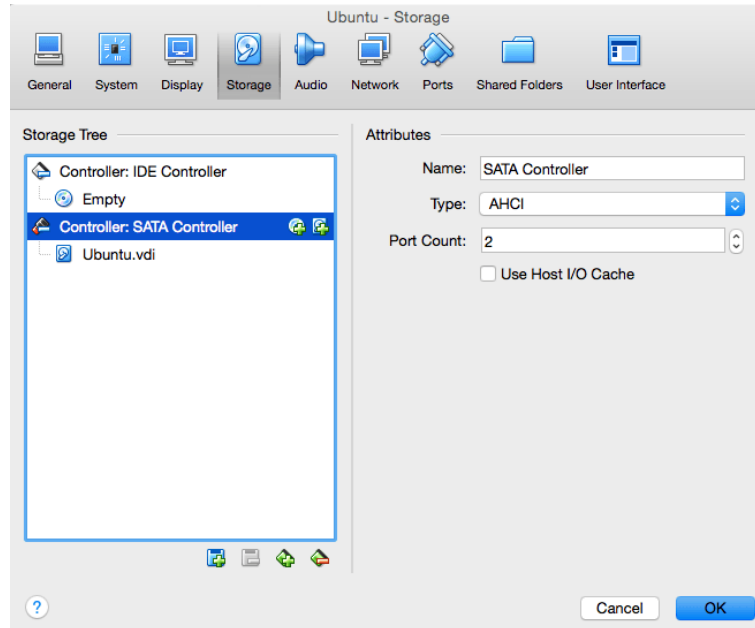 Ubuntu - Storage
General System Display Storage Audio Network Ports Shared Folders User Interface
Storage Tree
Controller: IDE Controller
Empty
Controller: SATA Controller
Ubuntu.vdi
Attributes
Name: SATA Controller
Type: AHCI
Port Count: 2
Use Host I/O Cache
?
Cancel OK